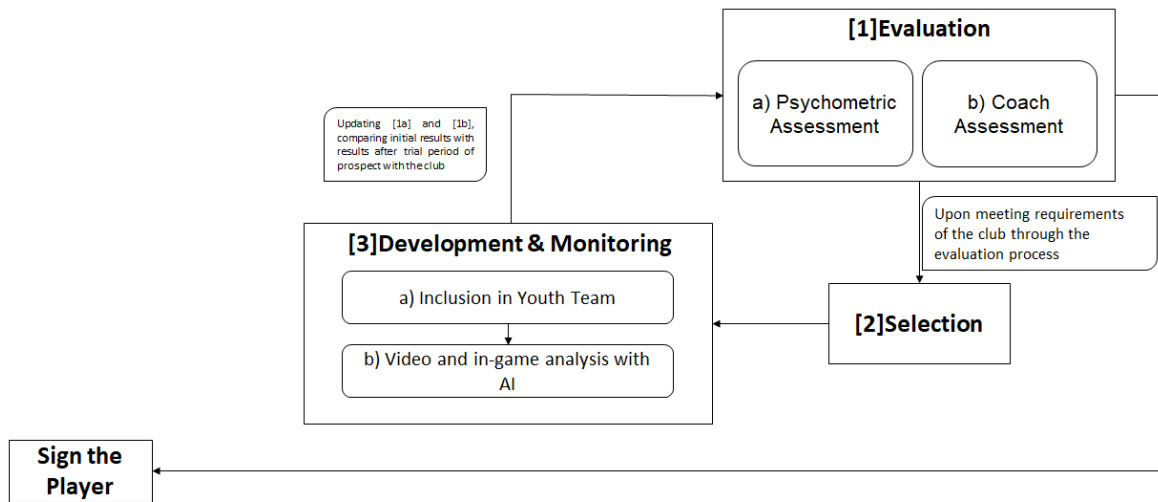 [1]Evaluation
a) Psychometric
Assessment
b) Coach
Assessment
Updating [1a] and [1b],
comparing initial results with
results after trial period of
prospect with the club
Upon meeting requirements
of the club through the
evaluation process
[3]Development & Monitoring
a) Inclusion in Youth Team
b) Video and in-game analysis with
AI
[2]Selection
Sign the
Player